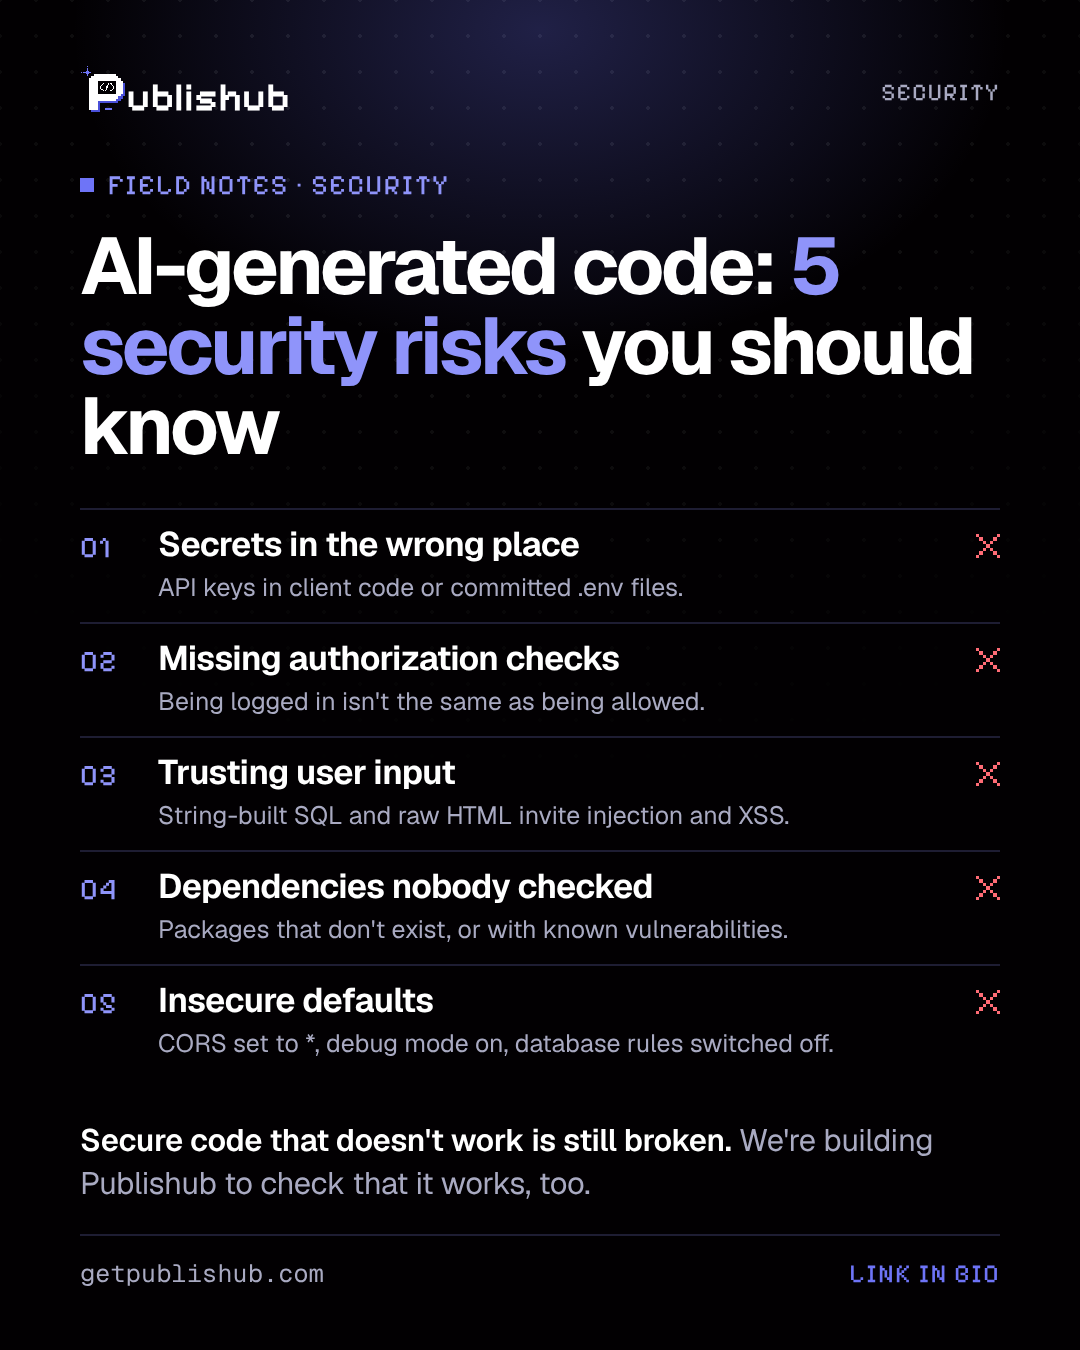 Publishub
SECURITY
FIELD NOTES · SECURITY
AI-generated code: 5
security risks you should
know
01 Secrets in the wrong place
API keys in client code or committed .env files.
02 Missing authorization checks
Being logged in isn't the same as being allowed.
03 Trusting user input
String-built SQL and raw HTML invite injection and XSS.
04 Dependencies nobody checked
Packages that don't exist, or with known vulnerabilities.
05 Insecure defaults
CORS set to *, debug mode on, database rules switched off.
Secure code that doesn't work is still broken. We're building
Publishub to check that it works, too.
getpublishub.com
LINK IN BIO